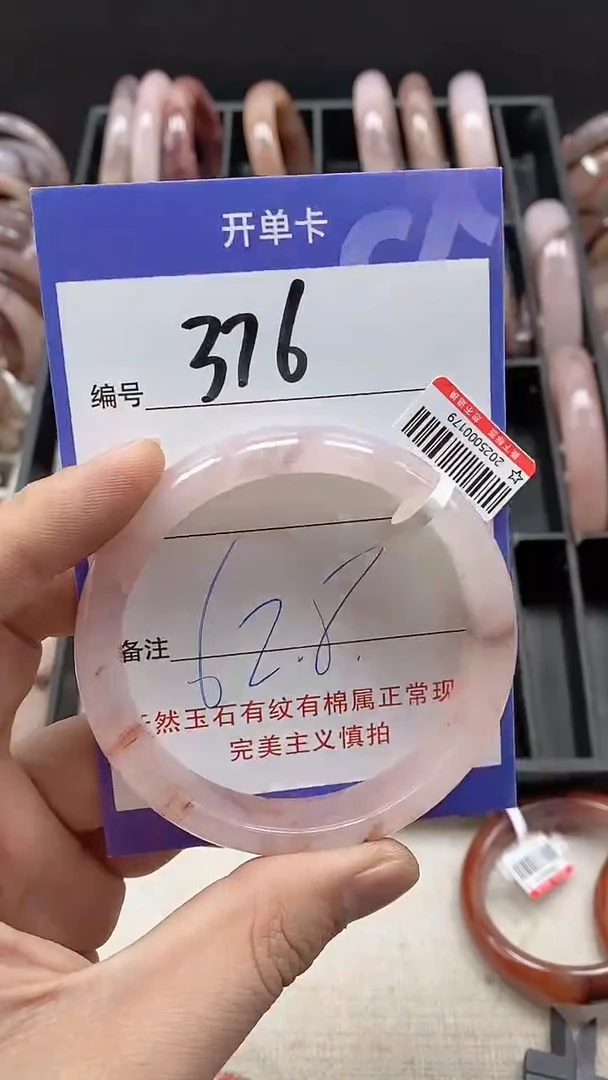 开单卡
编号 376
2025000179
备注 62.8.
然玉石有纹有棉属正常现
完美主义慎拍